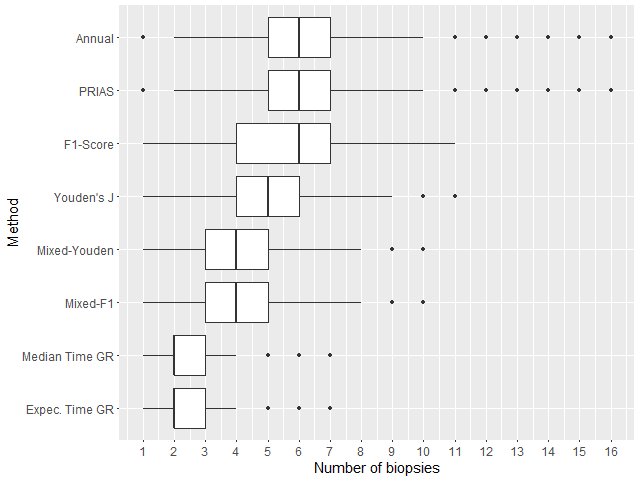 Annual
PRIAS
F1-Score
Youden's J
Mixed-Youden
Mixed-F1
Median Time GR
Expec. Time GR
Method
1 2 3 4 5 6 7 8 9 10 11 12 13 14 15 16
Number of biopsies